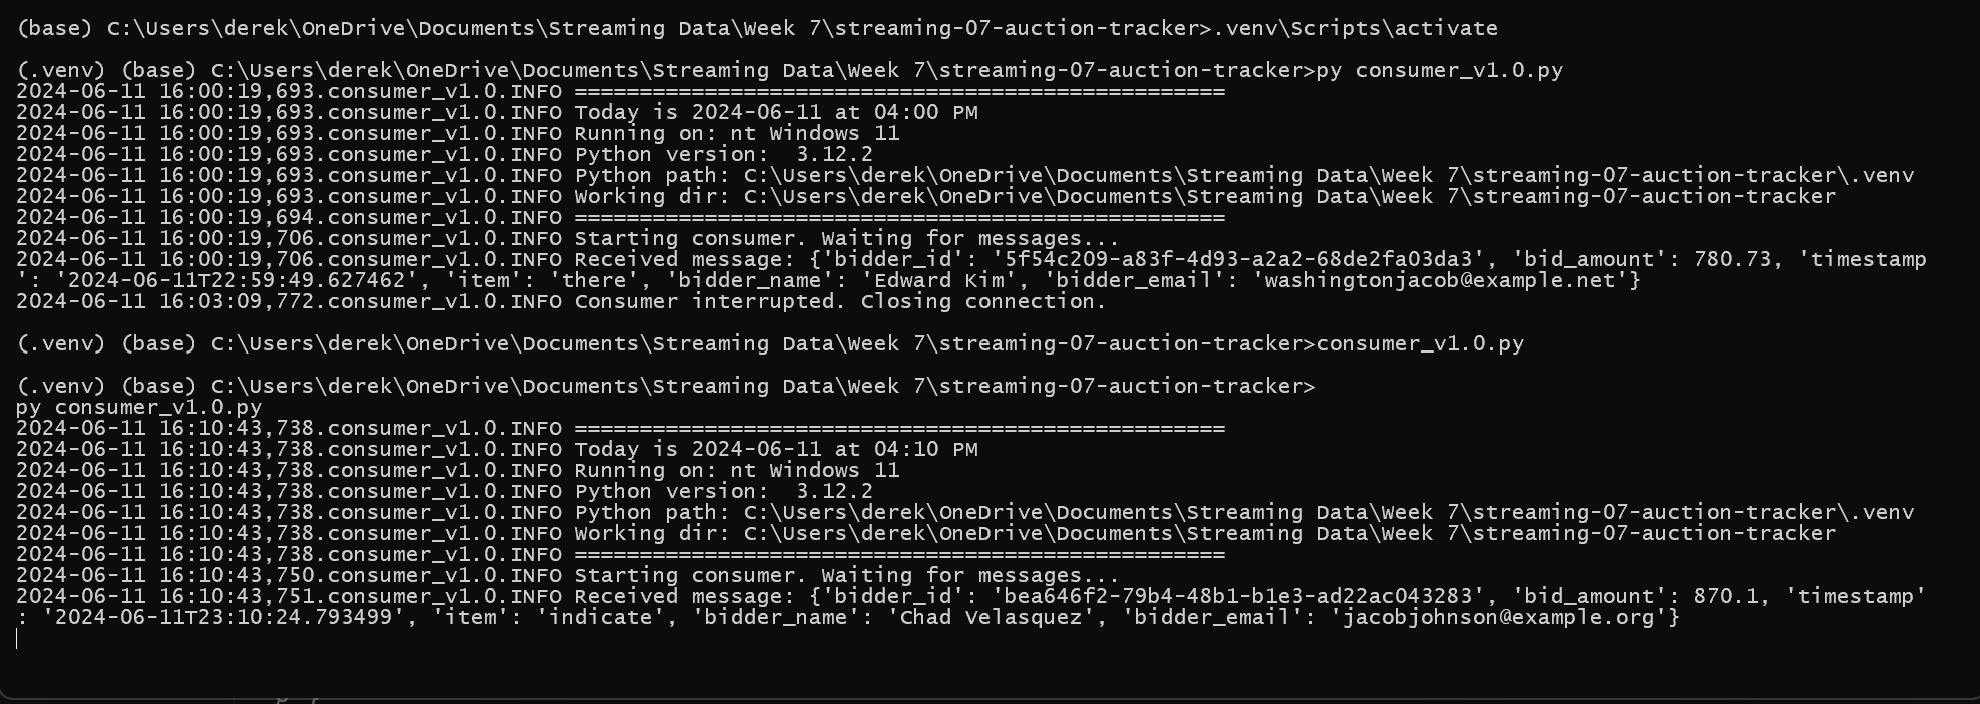 (base) C:\Users\derek\OneDrive\Documents\Streaming Data\Week 7\streaming-07-auction-tracker>.venv\Scripts\activate
(.venv) (base) C:\Users\derek\OneDrive\Documents\Streaming Data\Week 7\streaming-07-auction-tracker>py consumer_v1.0.py
2024-06-11 16:00:19,693.consumer_v1.0.INFO ==================================================
2024-06-11 16:00:19,693.consumer_v1.0.INFO Today is 2024-06-11 at 04:00 PM
2024-06-11 16:00:19,693.consumer_v1.0.INFO Running on: nt Windows 11
2024-06-11 16:00:19,693.consumer_v1.0.INFO Python version:  3.12.2
2024-06-11 16:00:19,693.consumer_v1.0.INFO Python path: C:\Users\derek\OneDrive\Documents\Streaming Data\Week 7\streaming-07-auction-tracker\.venv
2024-06-11 16:00:19,693.consumer_v1.0.INFO Working dir: C:\Users\derek\OneDrive\Documents\Streaming Data\Week 7\streaming-07-auction-tracker
2024-06-11 16:00:19,694.consumer_v1.0.INFO ==================================================
2024-06-11 16:00:19,706.consumer_v1.0.INFO Starting consumer. Waiting for messages...
2024-06-11 16:00:19,706.consumer_v1.0.INFO Received message: {'bidder_id': '5f54c209-a83f-4d93-a2a2-68de2fa03da3', 'bid_amount': 780.73, 'timestamp
': '2024-06-11T22:59:49.627462', 'item': 'there', 'bidder_name': 'Edward Kim', 'bidder_email': 'washingtonjacob@example.net'}
2024-06-11 16:03:09,772.consumer_v1.0.INFO Consumer interrupted. Closing connection.
(.venv) (base) C:\Users\derek\OneDrive\Documents\Streaming Data\Week 7\streaming-07-auction-tracker>consumer_v1.0.py
(.venv) (base) C:\Users\derek\OneDrive\Documents\Streaming Data\Week 7\streaming-07-auction-tracker>
py consumer_v1.0.py
2024-06-11 16:10:43,738.consumer_v1.0.INFO ==================================================
2024-06-11 16:10:43,738.consumer_v1.0.INFO Today is 2024-06-11 at 04:10 PM
2024-06-11 16:10:43,738.consumer_v1.0.INFO Running on: nt Windows 11
2024-06-11 16:10:43,738.consumer_v1.0.INFO Python version:  3.12.2
2024-06-11 16:10:43,738.consumer_v1.0.INFO Python path: C:\Users\derek\OneDrive\Documents\Streaming Data\Week 7\streaming-07-auction-tracker\.venv
2024-06-11 16:10:43,738.consumer_v1.0.INFO Working dir: C:\Users\derek\OneDrive\Documents\Streaming Data\Week 7\streaming-07-auction-tracker
2024-06-11 16:10:43,738.consumer_v1.0.INFO ==================================================
2024-06-11 16:10:43,750.consumer_v1.0.INFO Starting consumer. Waiting for messages...
2024-06-11 16:10:43,751.consumer_v1.0.INFO Received message: {'bidder_id': 'bea646f2-79b4-48b1-b1e3-ad22ac043283', 'bid_amount': 870.1, 'timestamp'
: '2024-06-11T23:10:24.793499', 'item': 'indicate', 'bidder_name': 'Chad Velasquez', 'bidder_email': 'jacobjohnson@example.org'}